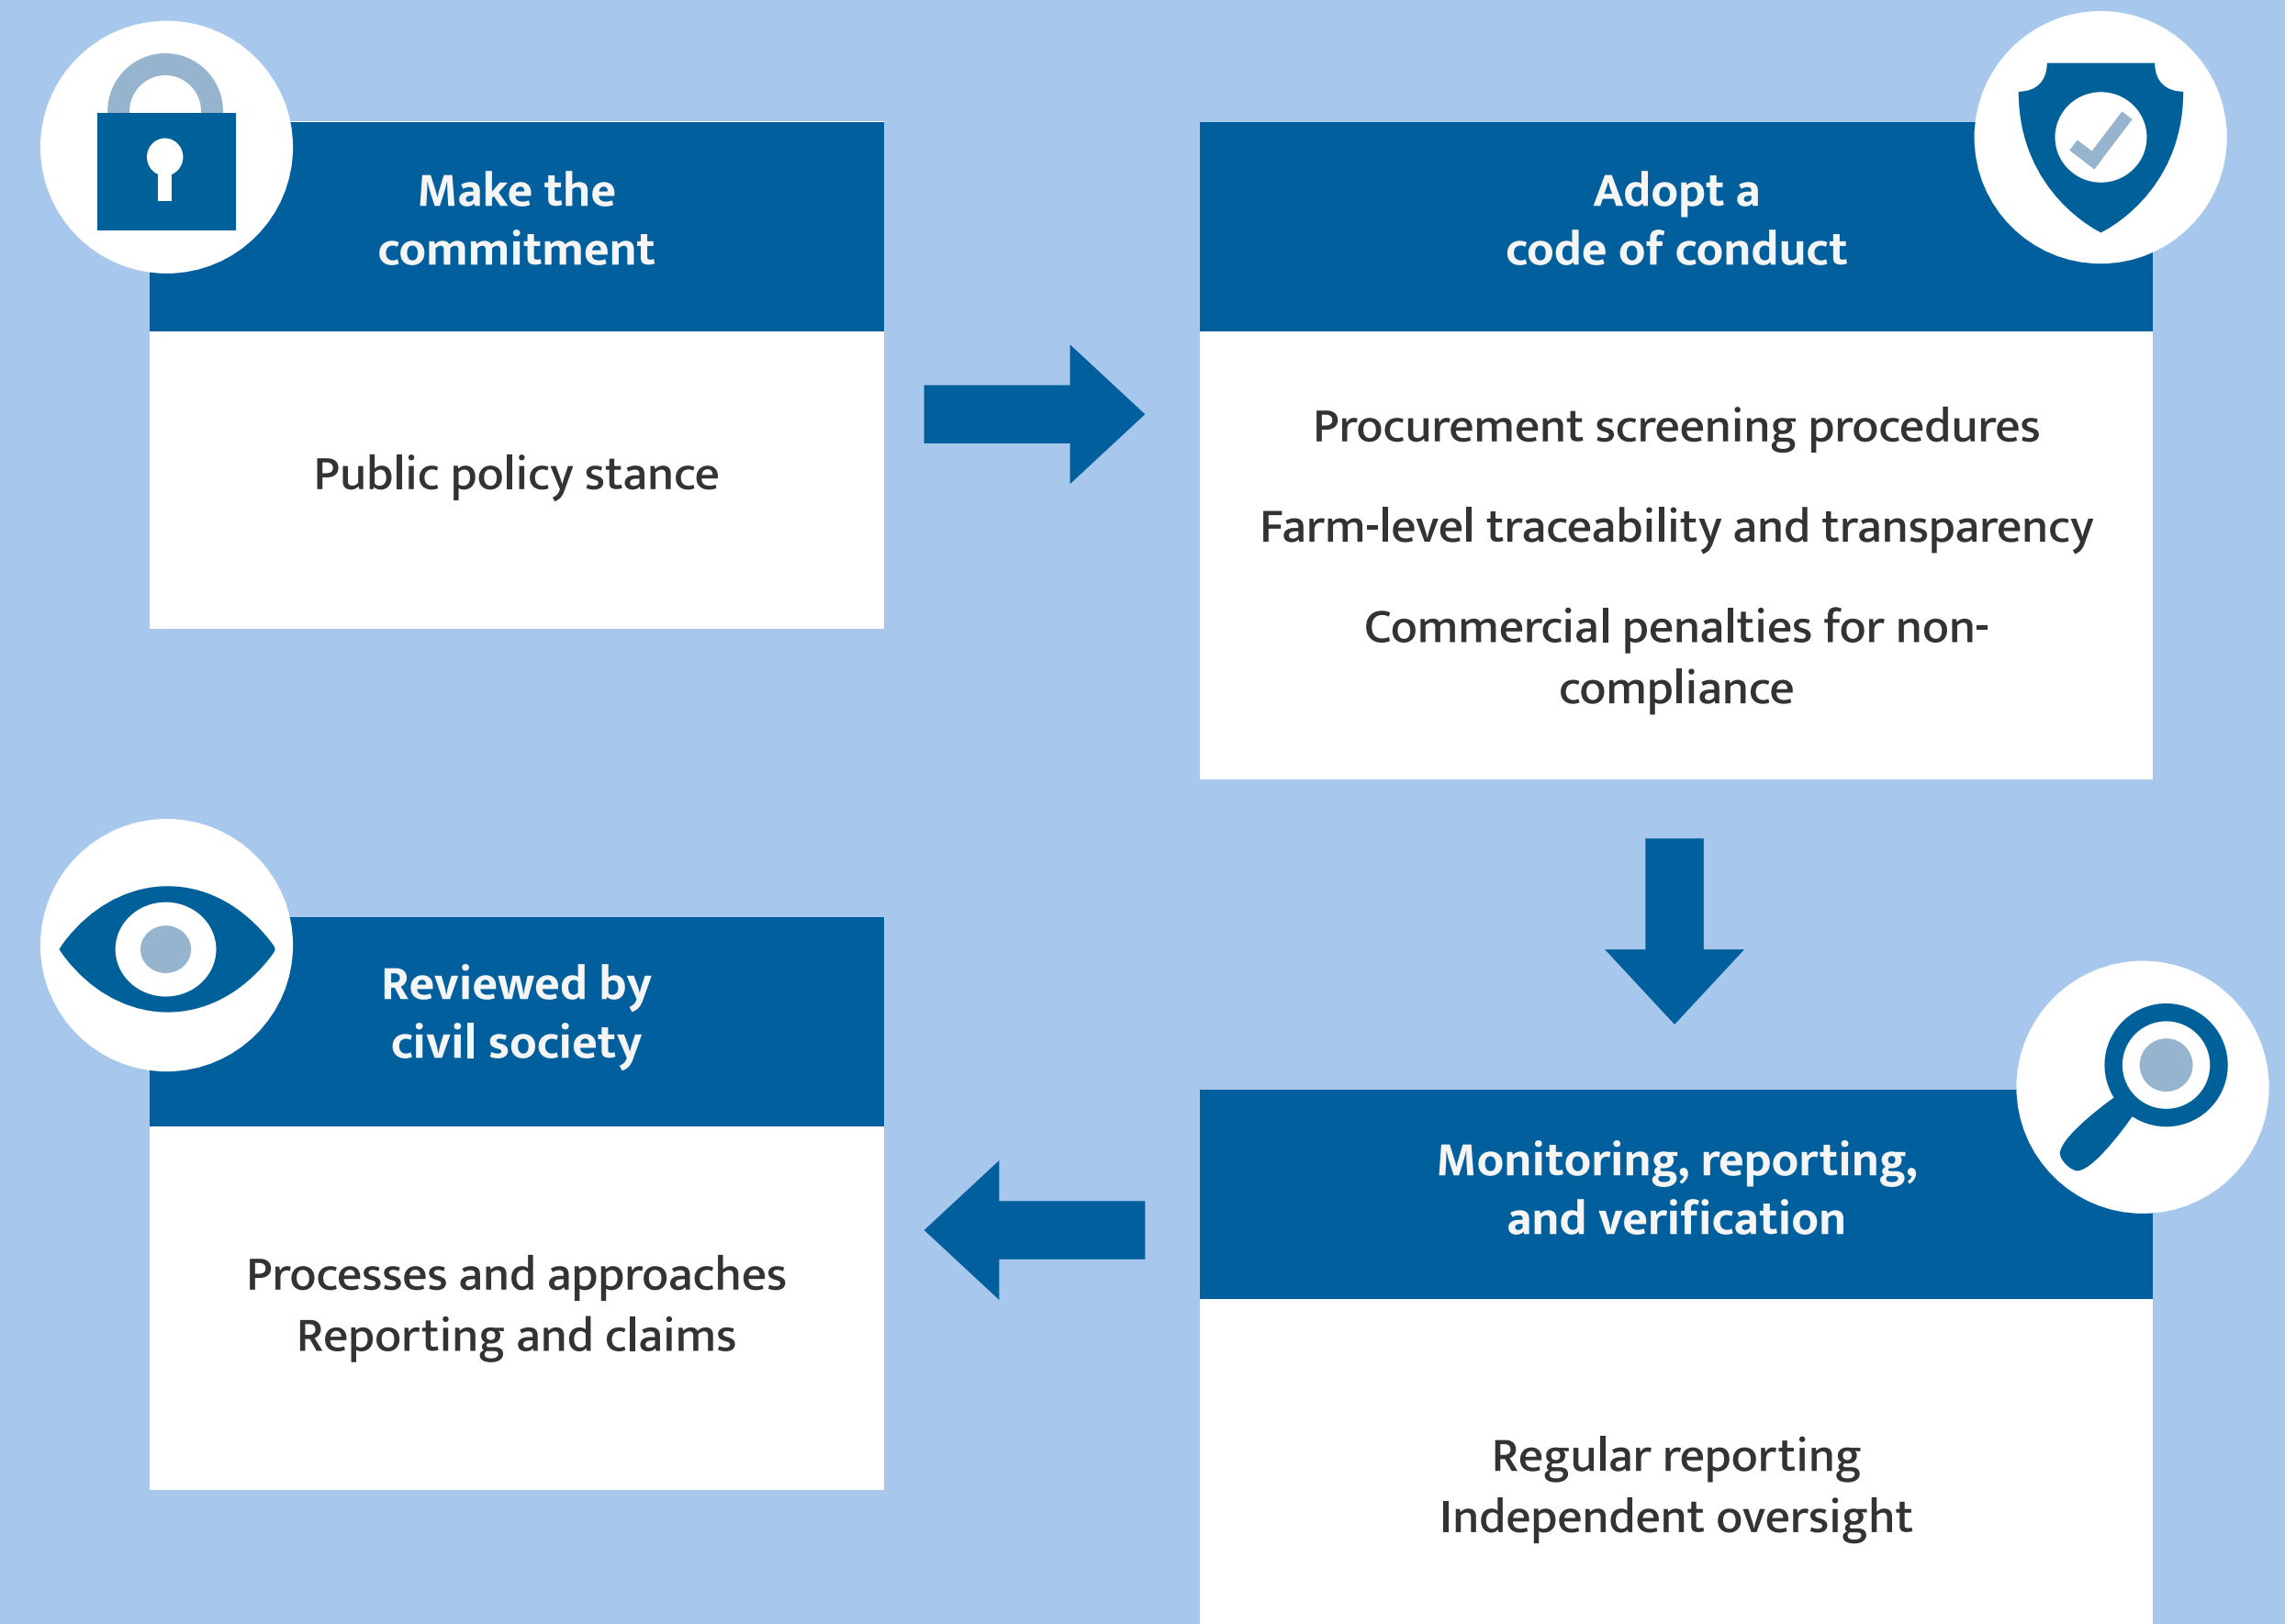 Make the
commitment
Public policy stance
Adopt a
code of conduct
Procurement screening procedures
Farm-level traceability and transparency
Commercial penalties for non-
compliance
Monitoring, reporting,
and verification
Regular reporting
Independent oversight
Reviewed by
civil society
Processes and approaches
Reporting and claims